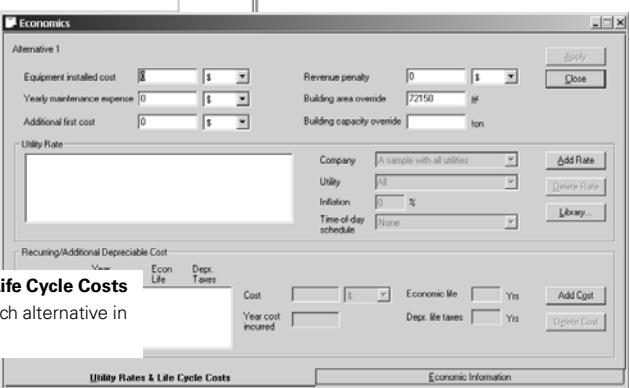 Economics
Alternative 1
Apply
Equipment installed cost 0 $ Revenue penalty 0 $ Close
Yearly maintenance expense 0 $ Building area override 72150 ft²
Additional first cost 0 $ Building capacity override ton
Utility Rate
Company A sample with all utilities Add Rate
Utility All Delete Rate
Inflation 0 %
Library...
Time-of-day schedule None
Recurring/Additional Depreciable Cost
Year Econ Life Depr. Taxes
ife Cycle Costs
ch alternative in
Cost $ Economic life Yrs Add Cost
Year cost incurred Depr. life taxes Yrs Delete Cost
Utility Rates & Life Cycle Costs Economic Information